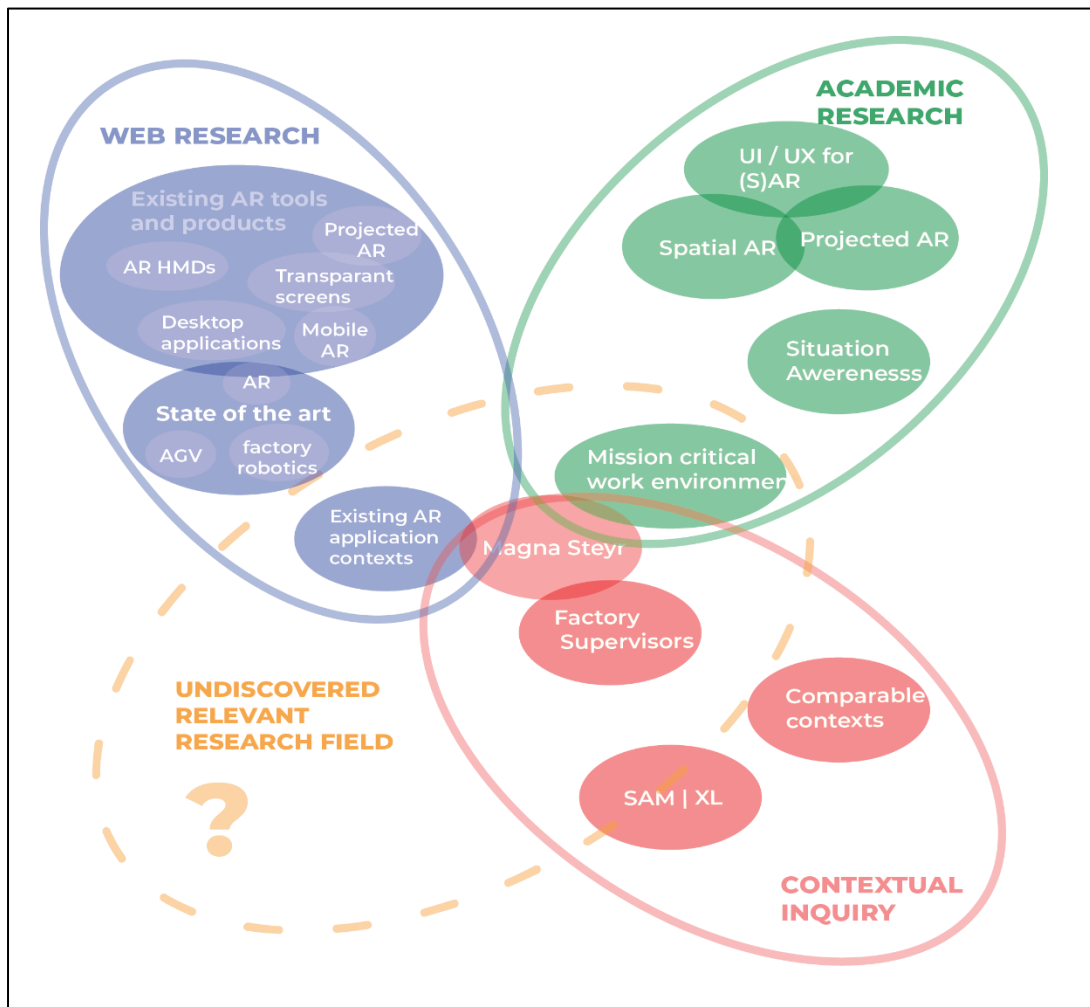 WEB RESEARCH
Existing AR tools
and products
Projected
AR
AR HMDs
Transparant
screens
Desktop
applications
Mobile
AR
AR
State of the art
AGV
factory
robotics
Existing AR
application
contexts
ACADEMIC
RESEARCH
UI / UX for
(S)AR
Spatial AR
Projected AR
Situation
Awerenesss
Mission critical
work environmen
Magna Steyr
Factory
Supervisors
Comparable
contexts
SAM | XL
CONTEXTUAL
INQUIRY
UNDISCOVERED
RELEVANT
RESEARCH FIELD
?